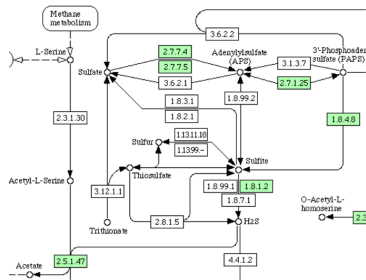 Methane
metabolism
3.6.2.2
L-Serine
2.7.7.4
Adenylylsulfate
(APS)
3.1.3.7
3'-Phosphoaden
sulfate (PAPS)
Sulfate
2.7.7.5
3.6.2.1
2.7.1.25
1.8.3.1
1.8.99.2
1.8.2.1
2.3.1.30
1.8.4.8
1.13.11.18
Sulfur
1.13.99.-
Thiosulfate
Sulfite
Acetyl-L-Serine
3.12.1.1
1.8.99.1
1.8.1.2
1.8.7.1
O-Acetyl-L-
homoserine
Trithionate
2.8.1.5
H2S
2.3
2.5.1.47
4.4.1.2
Acetate